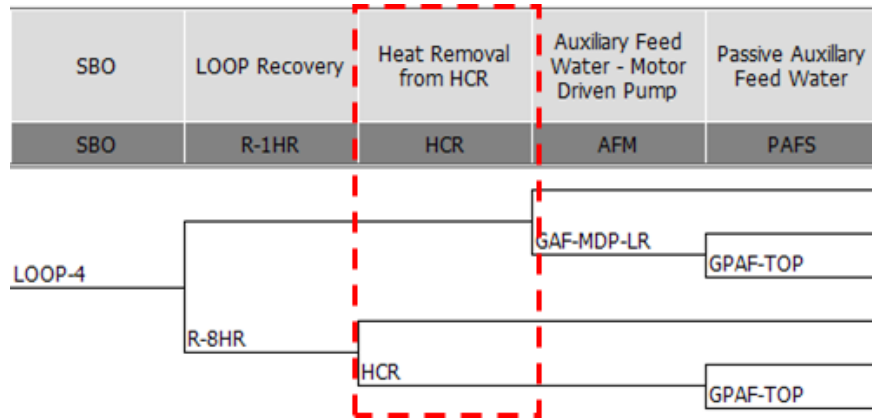 SBO
LOOP Recovery
Heat Removal
from HCR
Auxiliary Feed
Water - Motor
Driven Pump
Passive Auxillary
Feed Water
SBO
R-1HR
HCR
AFM
PAFS
GAF-MDP-LR
GPAF-TOP
LOOP-4
R-8HR
HCR
GPAF-TOP